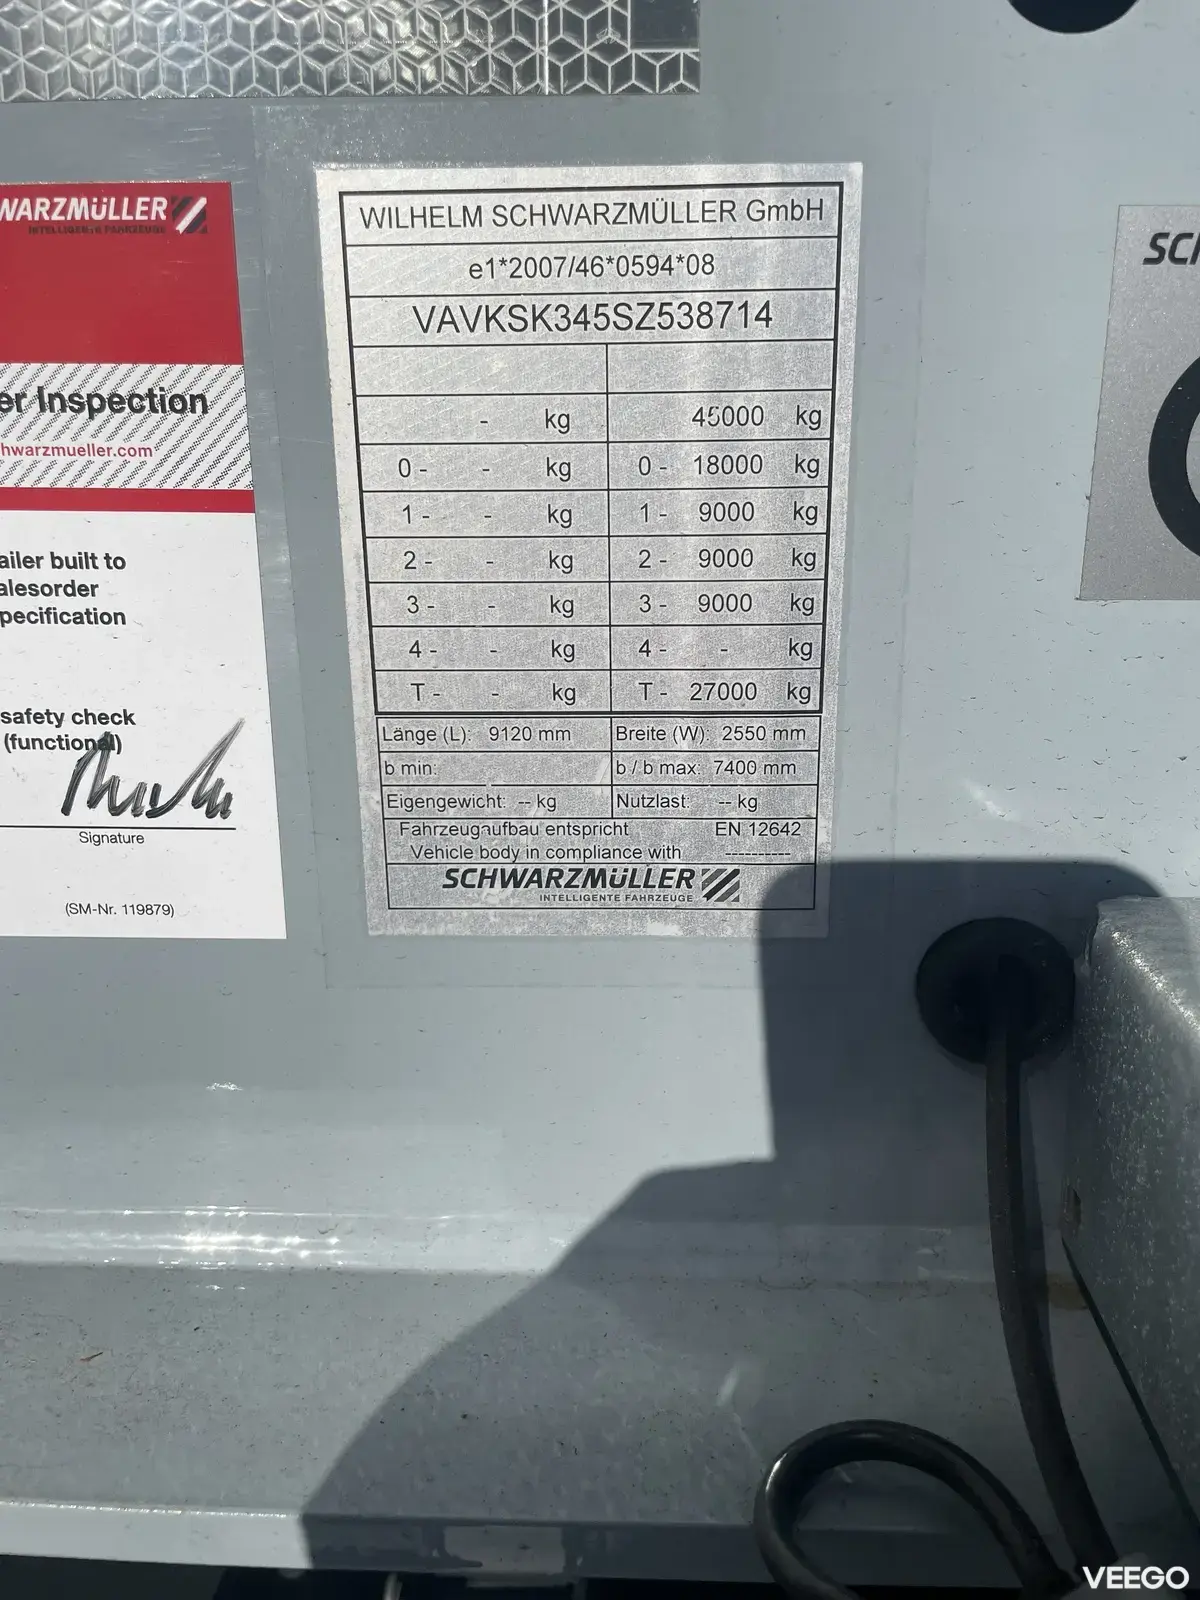 WARZMÜLLER
INTELLIGENTE FAHRZEUGE
er Inspection
hwarzmueller.com
ailer built to
alesorder
pecification
safety check
(functional)
Signature
(SM-Nr. 119879)
WILHELM SCHWARZMÜLLER GmbH
e1*2007/46*0594*08
VAVKSK345SZ538714
- kg 45000 kg
0- - kg 0- 18000 kg
1- - kg 1- 9000 kg
2- - kg 2- 9000 kg
3- - kg 3- 9000 kg
4- - kg 4- - kg
T- - kg T- 27000 kg
Länge (L): 9120 mm Breite (W): 2550 mm
b min: b / b max: 7400 mm
Eigengewicht: -- kg Nutzlast: -- kg
Fahrzeugaufbau entspricht EN 12642
Vehicle body in compliance with ----------
SCHWARZMÜLLER
INTELLIGENTE FAHRZEUGE
SCH
VEEGO